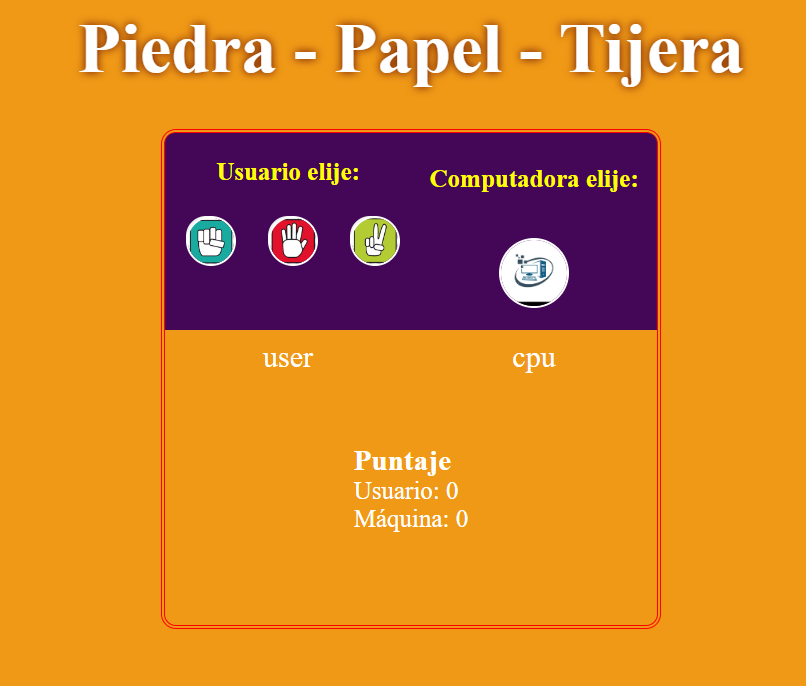 Piedra - Papel - Tijera
Usuario elije:
Computadora elije:
user
cpu
Puntaje
Usuario: 0
Máquina: 0